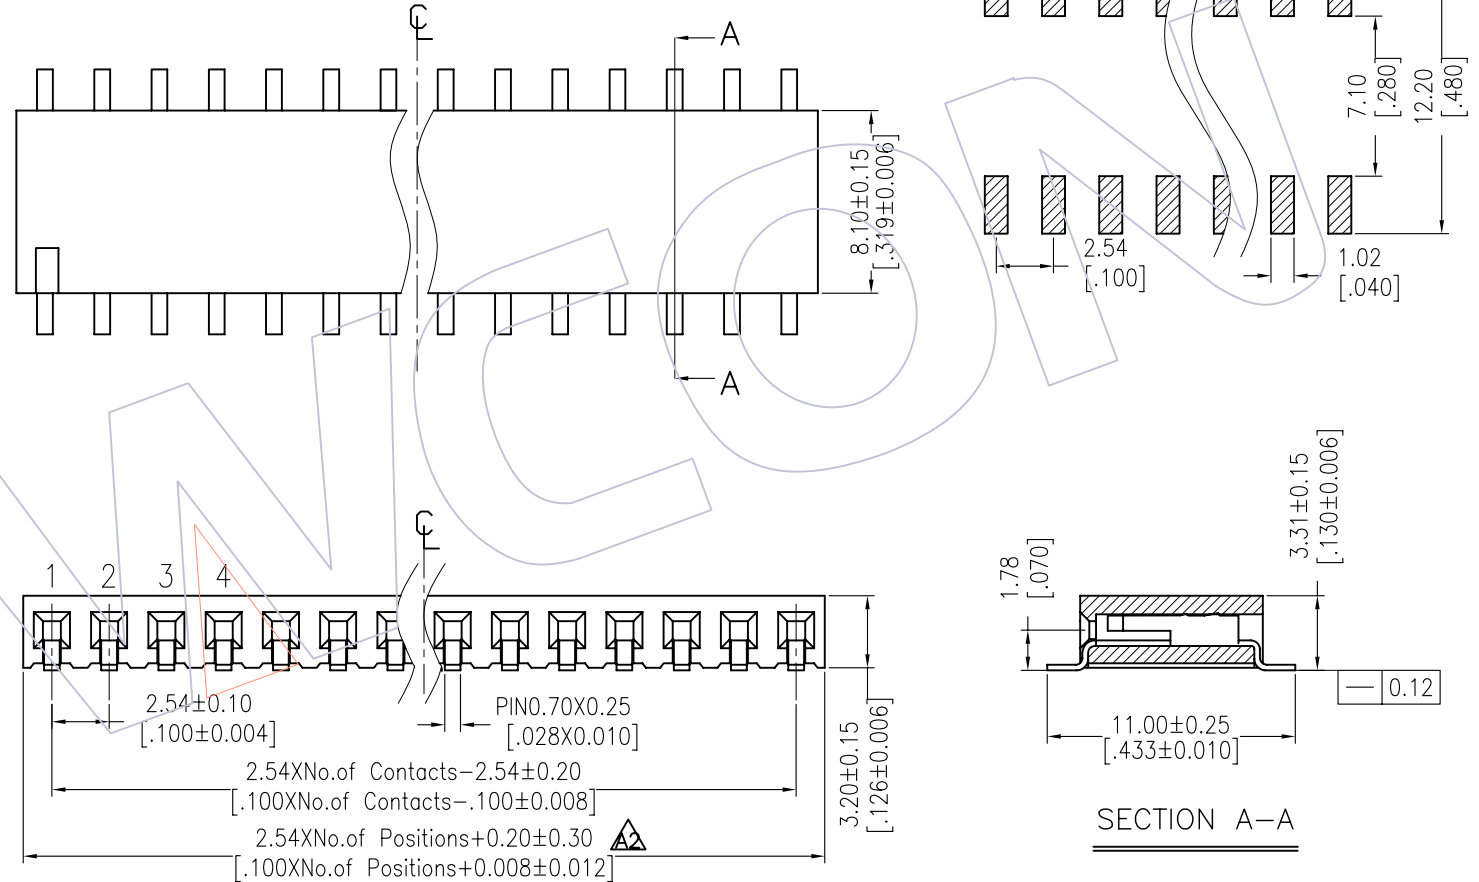 CL
A
8.10±0.15
[.319±0.006]
A
7.10
[.280]
12.20
[.480]
2.54
[.100]
1.02
[.040]
WCON
CL
1 2 3 4
2.54±0.10
[.100±0.004]
PIN0.70X0.25
[.028X0.010]
2.54XNo.of Contacts-2.54±0.20
[.100XNo.of Contacts-.100±0.008]
2.54XNo.of Positions+0.20±0.30 A2
[.100XNo.of Positions+0.008±0.012]
3.20±0.15
[.126±0.006]
1.78
[.070]
3.31±0.15
[.130±0.006]
0.12
11.00±0.25
[.433±0.010]
SECTION A-A